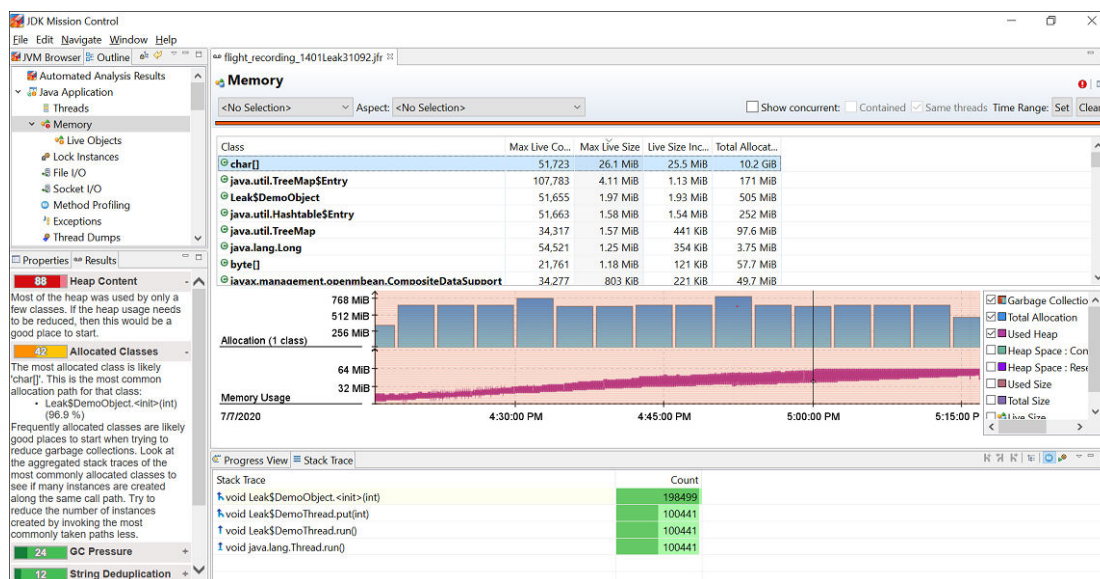 JDK Mission Control
File Edit Navigate Window Help
JVM Browser Outline
Automated Analysis Results
Java Application
Threads
Memory
Live Objects
Lock Instances
File I/O
Socket I/O
Method Profiling
Exceptions
Thread Dumps
Properties Results
88 Heap Content -
Most of the heap was used by only a
few classes. If the heap usage needs
to be reduced, then this would be a
good place to start.
42 Allocated Classes -
The most allocated class is likely
'char[]'. This is the most common
allocation path for that class:
• Leak$DemoObject.<init>(int)
(96.9 %)
Frequently allocated classes are likely
good places to start when trying to
reduce garbage collections. Look at
the aggregated stack traces of the
most commonly allocated classes to
see if many instances are created
along the same call path. Try to
reduce the number of instances
created by invoking the most
commonly taken paths less.
24 GC Pressure +
12 String Deduplication +
flight_recording_1401Leak31092.jfr
Memory
<No Selection> Aspect: <No Selection> Show concurrent: Contained Same threads Time Range: Set Clear
Class Max Live Co... Max Live Size Live Size Inc... Total Allocat...
char[] 51,723 26.1 MiB 25.5 MiB 10.2 GiB
java.util.TreeMap$Entry 107,783 4.11 MiB 1.13 MiB 171 MiB
Leak$DemoObject 51,655 1.97 MiB 1.93 MiB 505 MiB
java.util.Hashtable$Entry 51,663 1.58 MiB 1.54 MiB 252 MiB
java.util.TreeMap 34,317 1.57 MiB 441 KiB 97.6 MiB
java.lang.Long 54,521 1.25 MiB 354 KiB 3.75 MiB
byte[] 21,761 1.18 MiB 121 KiB 57.7 MiB
javax.management.openmbean.CompositeDataSupport 34,277 803 KiB 221 KiB 49.7 MiB
768 MiB
512 MiB
256 MiB
Allocation (1 class)
64 MiB
32 MiB
Memory Usage
7/7/2020 4:30:00 PM 4:45:00 PM 5:00:00 PM 5:15:00 P
Garbage Collectio
Total Allocation
Used Heap
Heap Space : Con
Heap Space : Rese
Used Size
Total Size
Live Size
Progress View Stack Trace
Stack Trace Count
void Leak$DemoObject.<init>(int) 198499
void Leak$DemoThread.put(int) 100441
void Leak$DemoThread.run() 100441
void java.lang.Thread.run() 100441